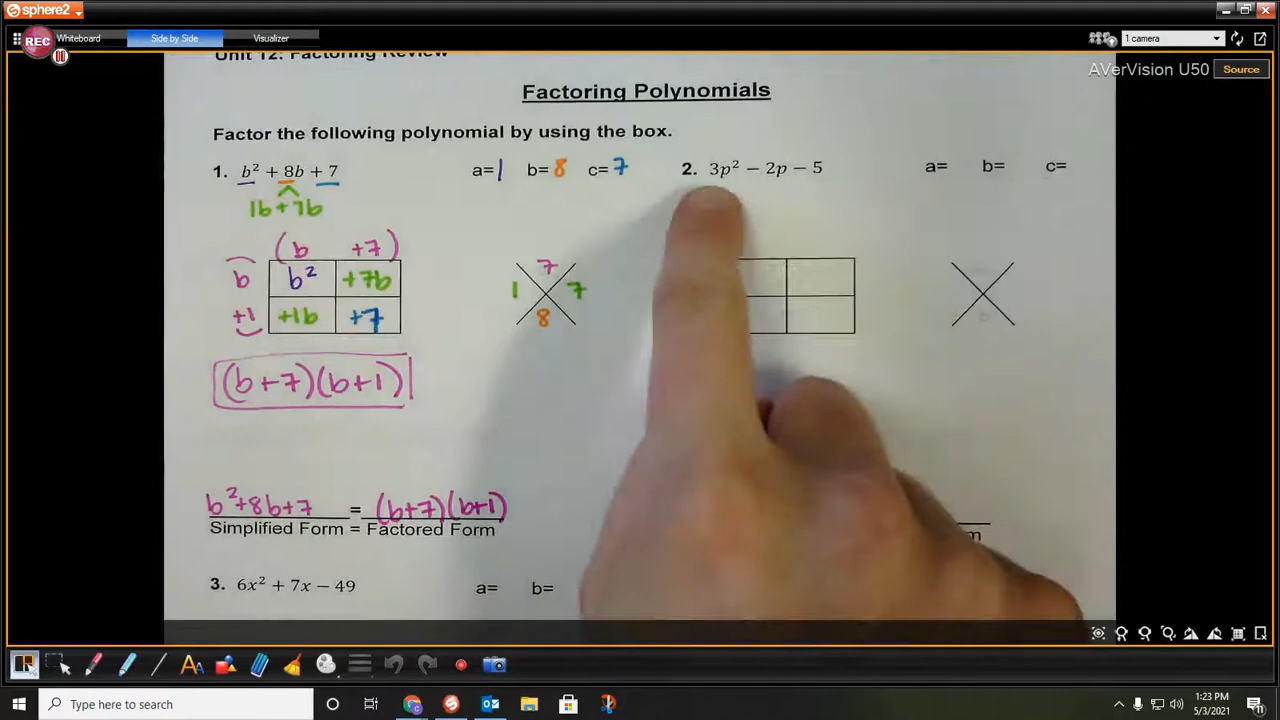 sphere2
REC
Whiteboard
Side by Side
Visualizer
1 camera
AVerVision U50
Source
Unit 12: Factoring Review
Factoring Polynomials
Factor the following polynomial by using the box.
1. b² + 8b + 7 a=1 b=8 c=7
1b+7b
(b +7)
b b² +7b
+1 +1b +7
7
1 7
8
(b+7)(b+1)
b²+8b+7 = (b+7)(b+1)
Simplified Form = Factored Form
2. 3p² − 2p − 5 a= b= c=
3. 6x² + 7x − 49 a= b=
Type here to search
1:23 PM
5/3/2021